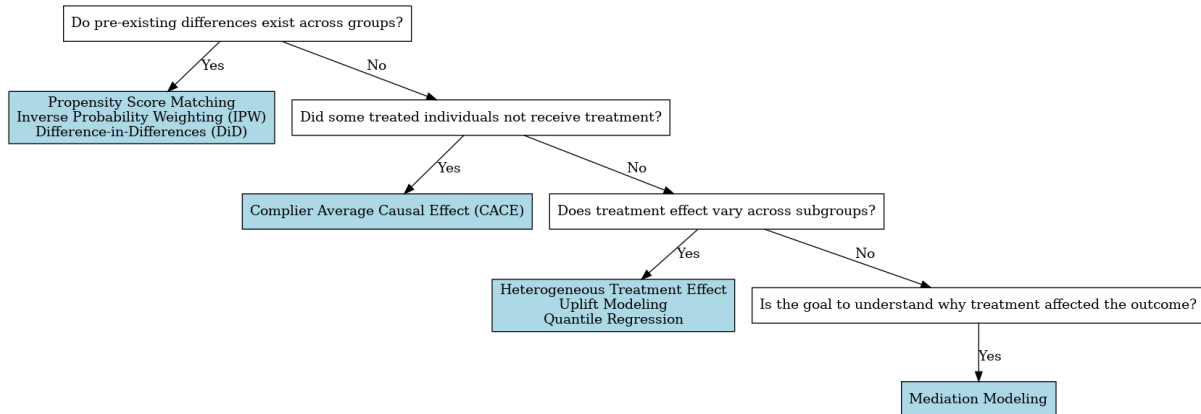 Do pre-existing differences exist across groups?
Yes
No
Propensity Score Matching
Inverse Probability Weighting (IPW)
Difference-in-Differences (DiD)
Did some treated individuals not receive treatment?
Yes
No
Complier Average Causal Effect (CACE)
Does treatment effect vary across subgroups?
Yes
No
Heterogeneous Treatment Effect
Uplift Modeling
Quantile Regression
Is the goal to understand why treatment affected the outcome?
Yes
Mediation Modeling